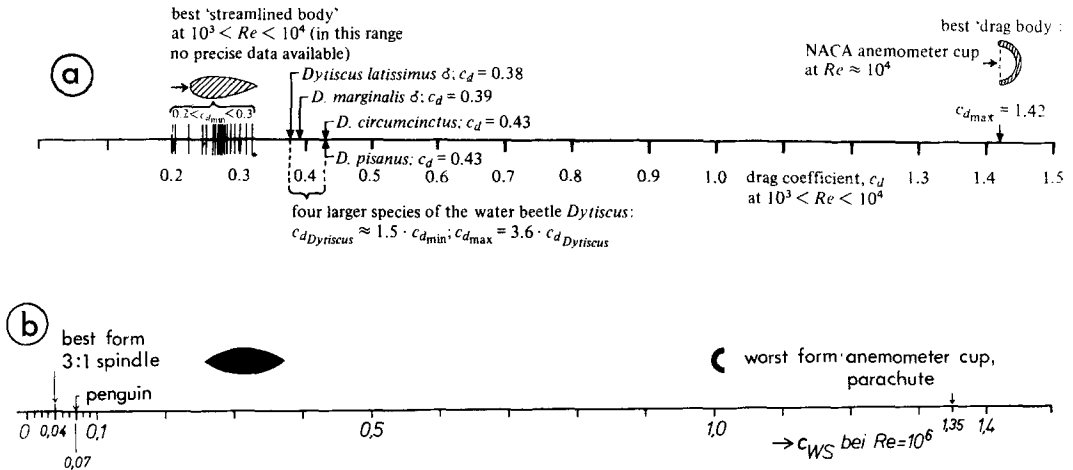 a
best 'streamlined body'
at 10³ < Re < 10⁴ (in this range
no precise data available)
0.2 < c_d_min < 0.3
Dytiscus latissimus ♂; c_d = 0.38
D. marginalis ♂; c_d = 0.39
D. circumcinctus; c_d = 0.43
D. pisanus; c_d = 0.43
best 'drag body':
NACA anemometer cup
at Re ≈ 10⁴
c_d_max = 1.42
0.2 0.3 0.4 0.5 0.6 0.7 0.8 0.9 1.0 1.3 1.4 1.5
drag coefficient, c_d
at 10³ < Re < 10⁴
four larger species of the water beetle Dytiscus:
c_d_Dytiscus ≈ 1.5 · c_d_min; c_d_max = 3.6 · c_d_Dytiscus
b
best form
3:1 spindle
penguin
worst form·anemometer cup,
parachute
0 0,04 0,1 0,5 1,0 1,35 1,4
0,07
→ c_WS bei Re=10⁶